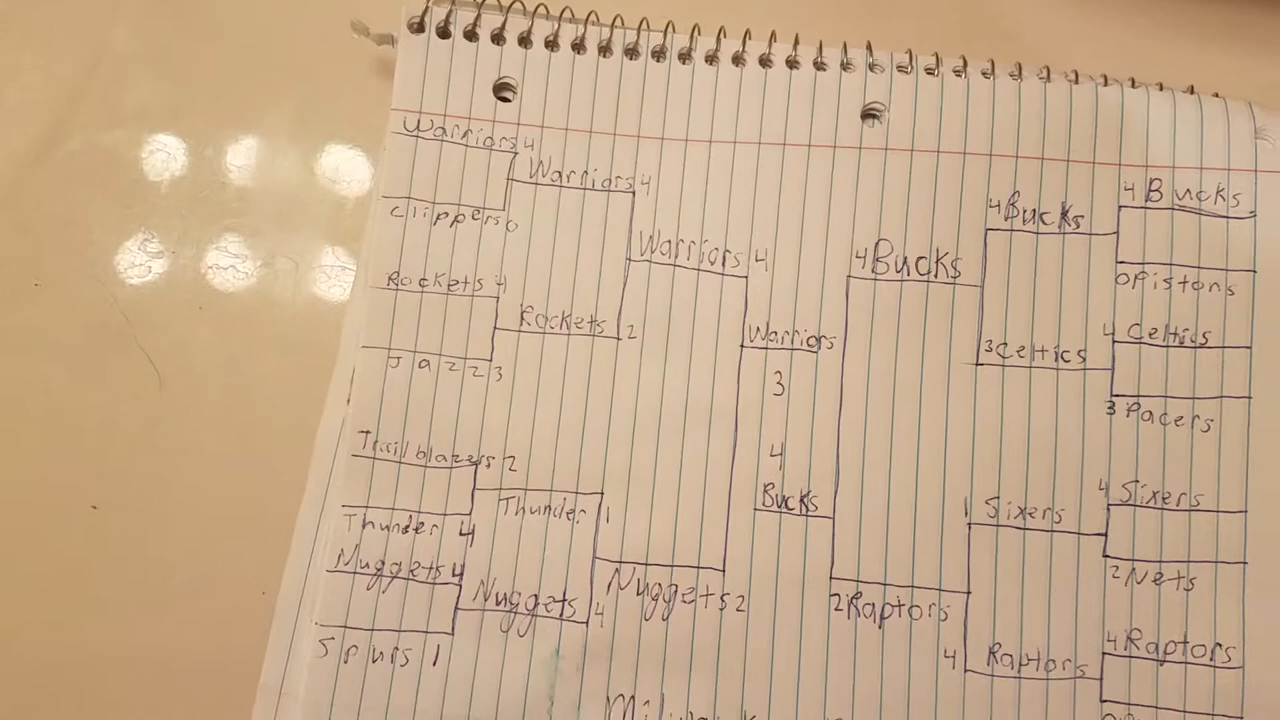 Warriors 4
Clippers 0
Rockets 4
Jazz 3
Trailblazers 2
Thunder 4
Nuggets 4
Spurs 1
Warriors 4
Rockets 2
Thunder 1
Nuggets 4
Warriors 4
Nuggets 2
Warriors
3
4
Bucks
4 Bucks
2 Raptors
4 Bucks
3 Celtics
1 Sixers
4 Raptors
4 Bucks
0 Pistons
4 Celtics
3 Pacers
4 Sixers
2 Nets
4 Raptors